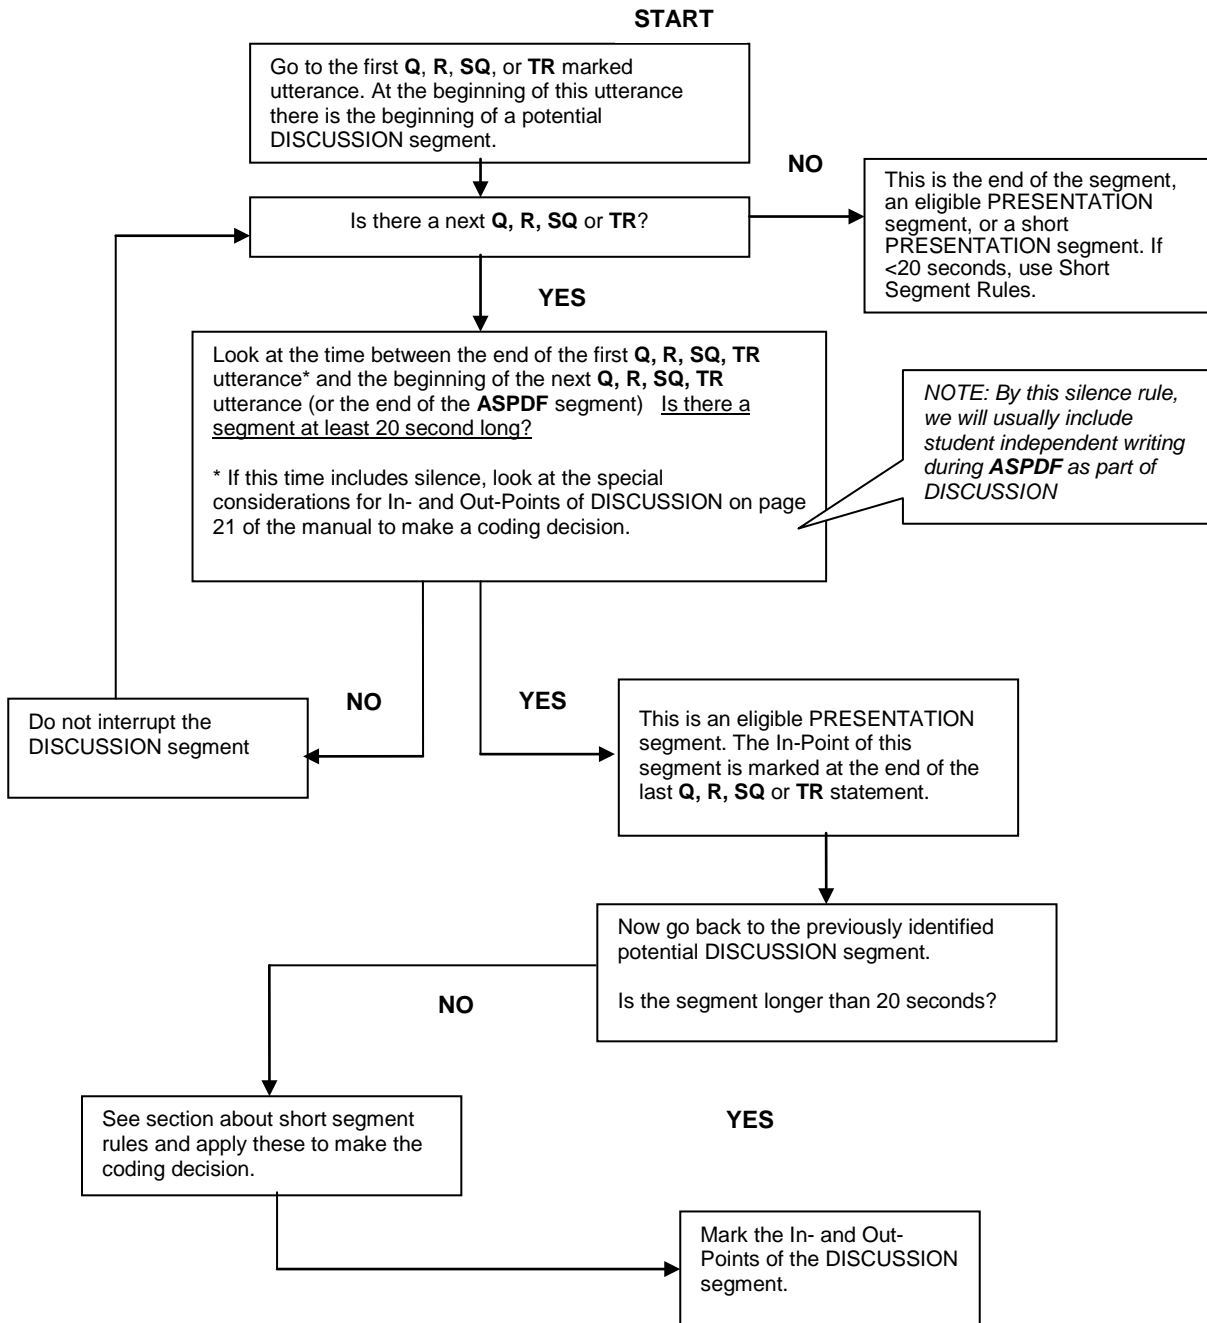 START
Go to the first Q, R, SQ, or TR marked
utterance. At the beginning of this utterance
there is the beginning of a potential
DISCUSSION segment.
NO
This is the end of the segment,
an eligible PRESENTATION
segment, or a short
PRESENTATION segment. If
<20 seconds, use Short
Segment Rules.
Is there a next Q, R, SQ or TR?
YES
Look at the time between the end of the first Q, R, SQ, TR
utterance* and the beginning of the next Q, R, SQ, TR
utterance (or the end of the ASPDF segment) Is there a
segment at least 20 second long?
* If this time includes silence, look at the special
considerations for In- and Out-Points of DISCUSSION on page
21 of the manual to make a coding decision.
NOTE: By this silence rule,
we will usually include
student independent writing
during ASPDF as part of
DISCUSSION
NO
YES
Do not interrupt the
DISCUSSION segment
This is an eligible PRESENTATION
segment. The In-Point of this
segment is marked at the end of the
last Q, R, SQ or TR statement.
Now go back to the previously identified
potential DISCUSSION segment.
Is the segment longer than 20 seconds?
NO
See section about short segment
rules and apply these to make the
coding decision.
YES
Mark the In- and Out-
Points of the DISCUSSION
segment.